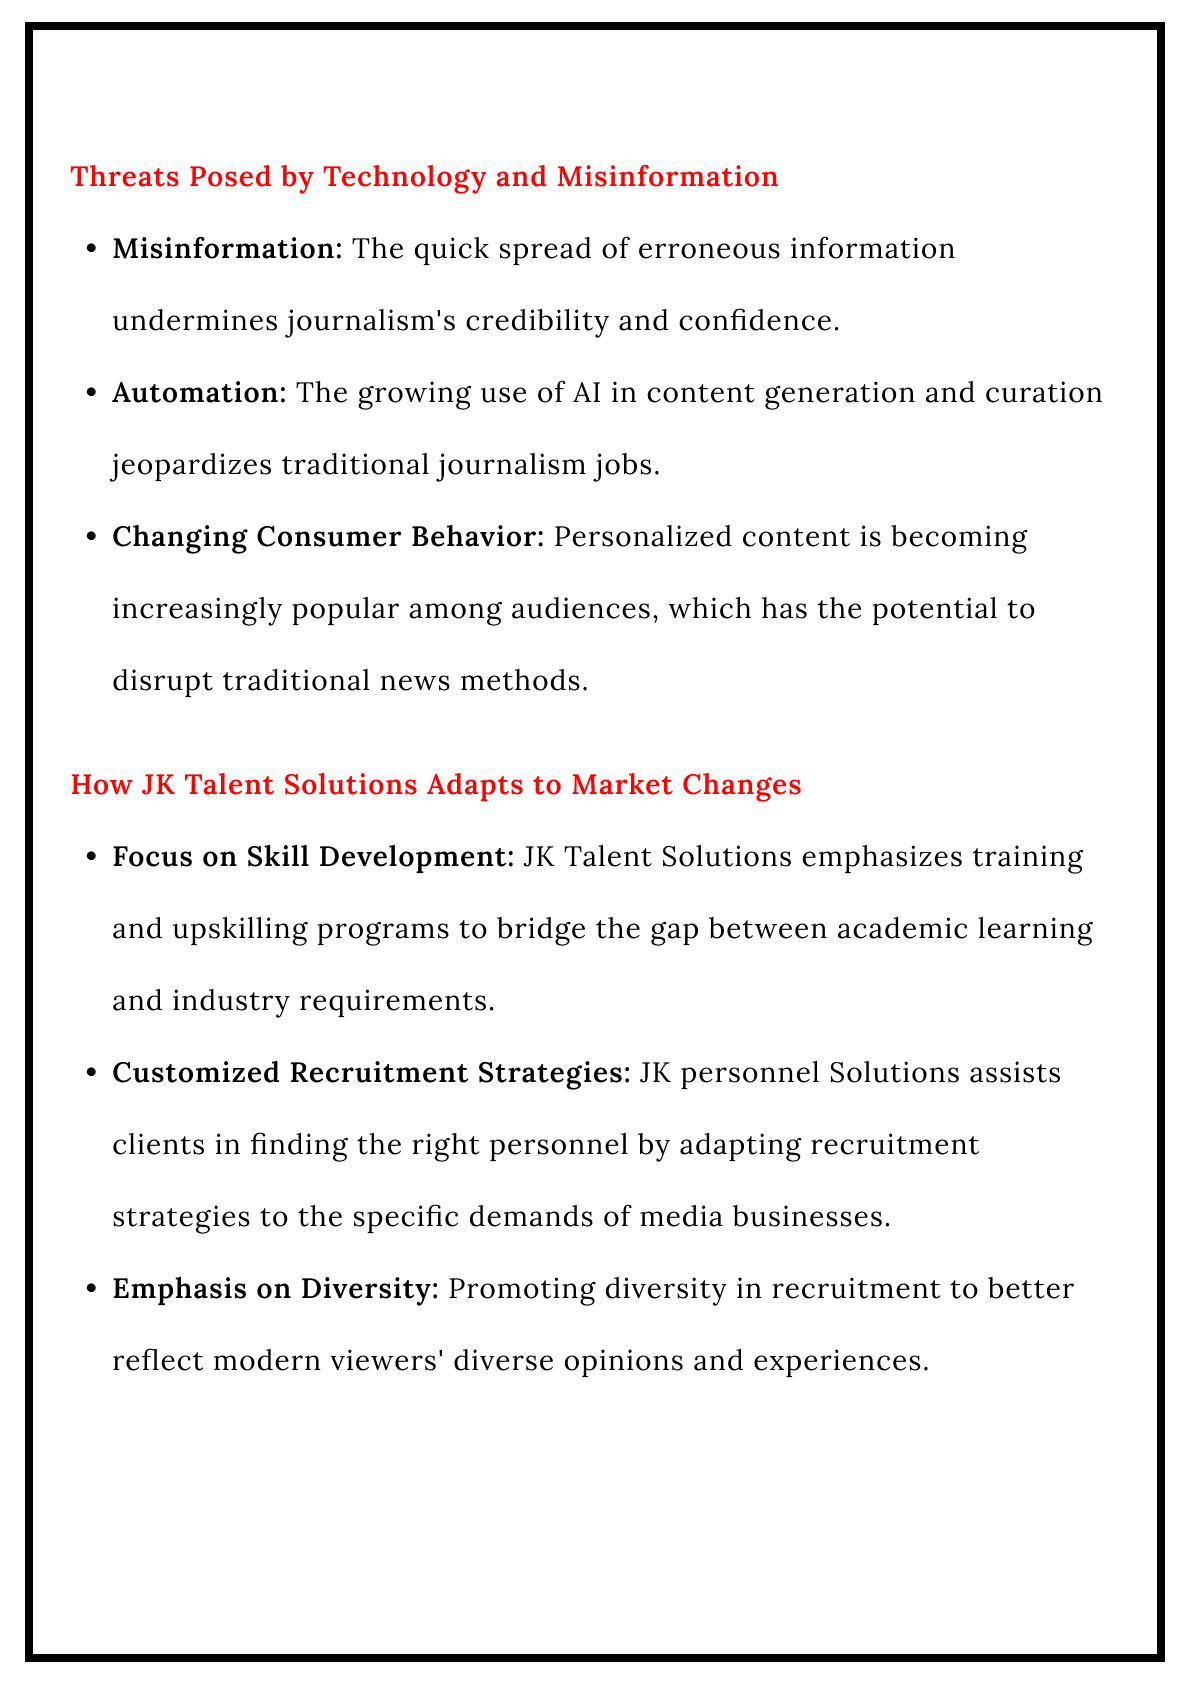 Threats Posed by Technology and Misinformation
• Misinformation: The quick spread of erroneous information
undermines journalism's credibility and confidence.
• Automation: The growing use of AI in content generation and curation
jeopardizes traditional journalism jobs.
• Changing Consumer Behavior: Personalized content is becoming
increasingly popular among audiences, which has the potential to
disrupt traditional news methods.
How JK Talent Solutions Adapts to Market Changes
• Focus on Skill Development: JK Talent Solutions emphasizes training
and upskilling programs to bridge the gap between academic learning
and industry requirements.
• Customized Recruitment Strategies: JK personnel Solutions assists
clients in finding the right personnel by adapting recruitment
strategies to the specific demands of media businesses.
• Emphasis on Diversity: Promoting diversity in recruitment to better
reflect modern viewers' diverse opinions and experiences.